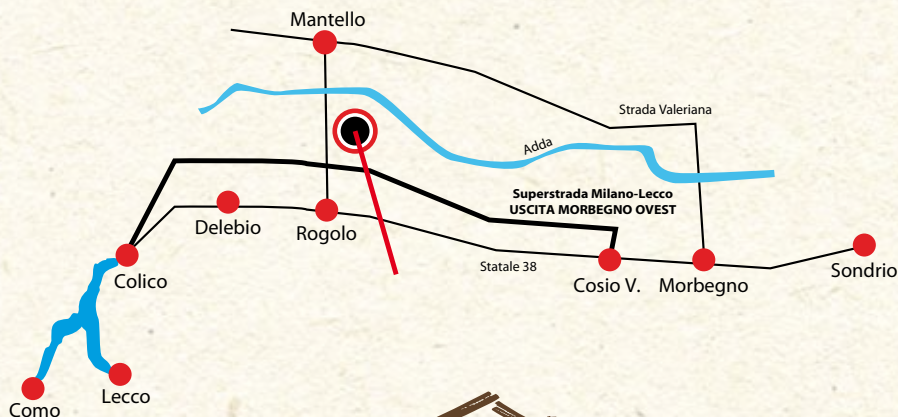 Mantello
Strada Valeriana
Adda
Superstrada Milano-Lecco
USCITA MORBEGNO OVEST
Delebio
Rogolo
Statale 38
Colico
Cosio V.
Morbegno
Sondrio
Como
Lecco